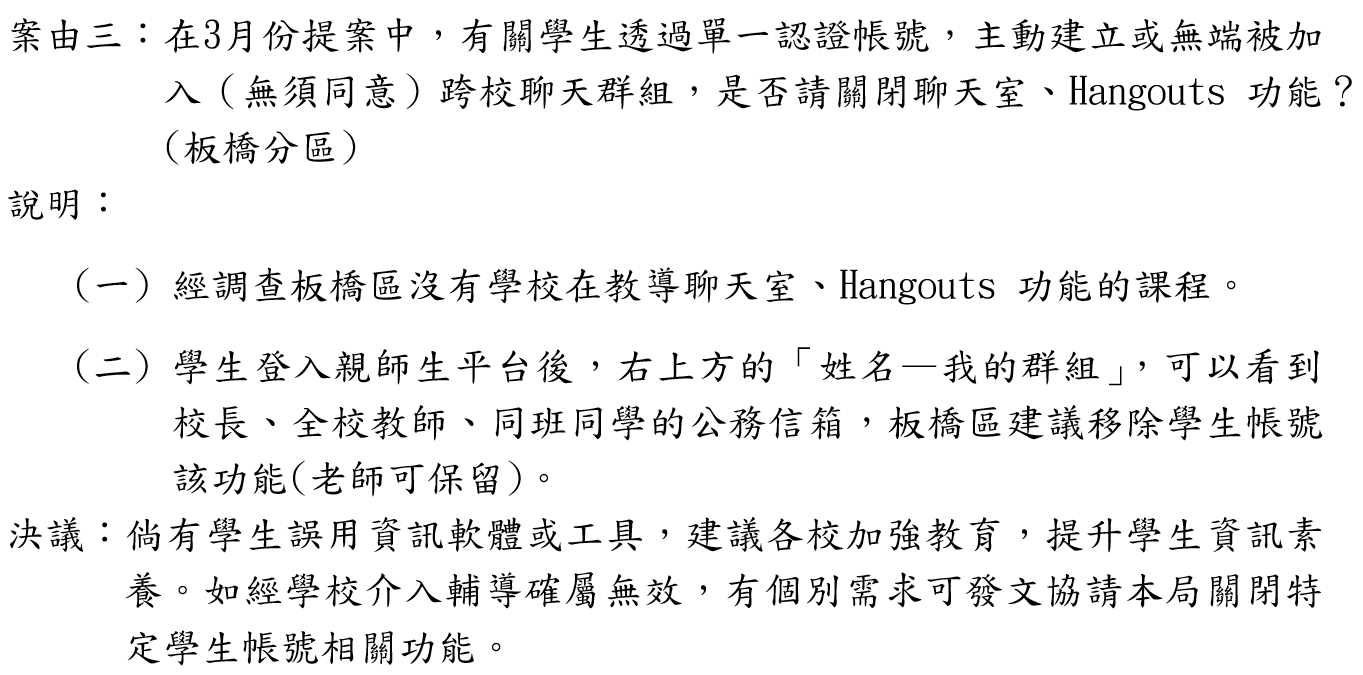 案由三：在3月份提案中，有關學生透過單一認證帳號，主動建立或無端被加
入（無須同意）跨校聊天群組，是否請關閉聊天室、Hangouts 功能？
(板橋分區)
說明：
（一）經調查板橋區沒有學校在教導聊天室、Hangouts 功能的課程。
（二）學生登入親師生平台後，右上方的「姓名—我的群組」，可以看到
校長、全校教師、同班同學的公務信箱，板橋區建議移除學生帳號
該功能(老師可保留)。
決議：倘有學生誤用資訊軟體或工具，建議各校加強教育，提升學生資訊素
養。如經學校介入輔導確屬無效，有個別需求可發文協請本局關閉特
定學生帳號相關功能。